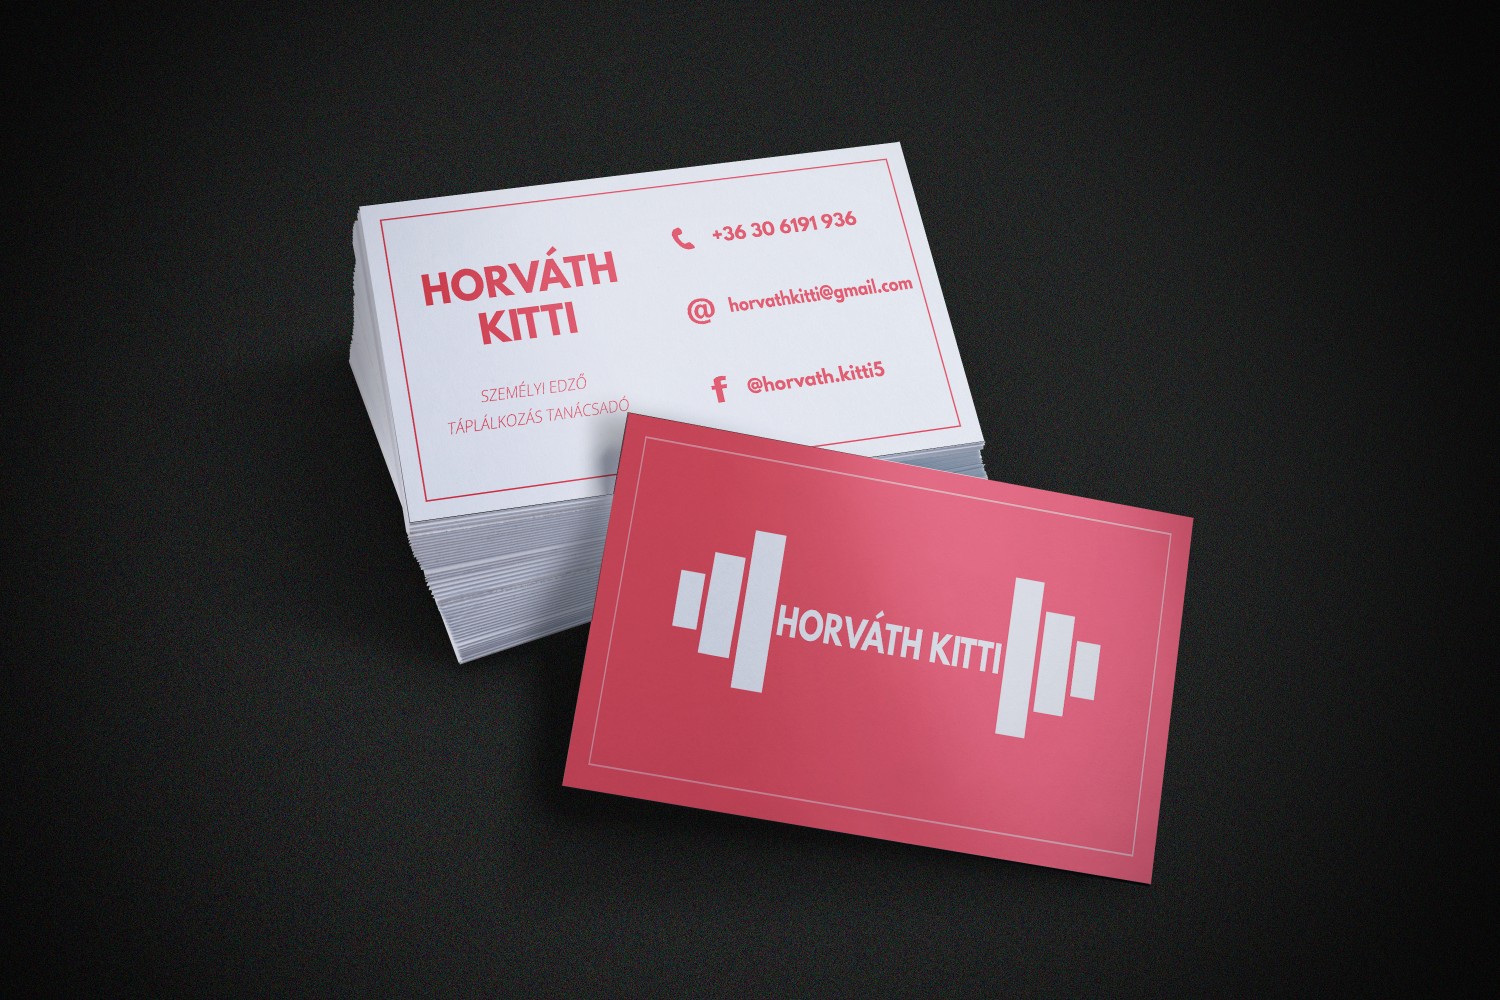 HORVÁTH
KITTI
SZEMÉLYI EDZŐ
TÁPLÁLKOZÁS TANÁCSADÓ
+36 30 6191 936
@ horvathkitti@gmail.com
f @horvath.kitti5
HORVÁTH KITTI